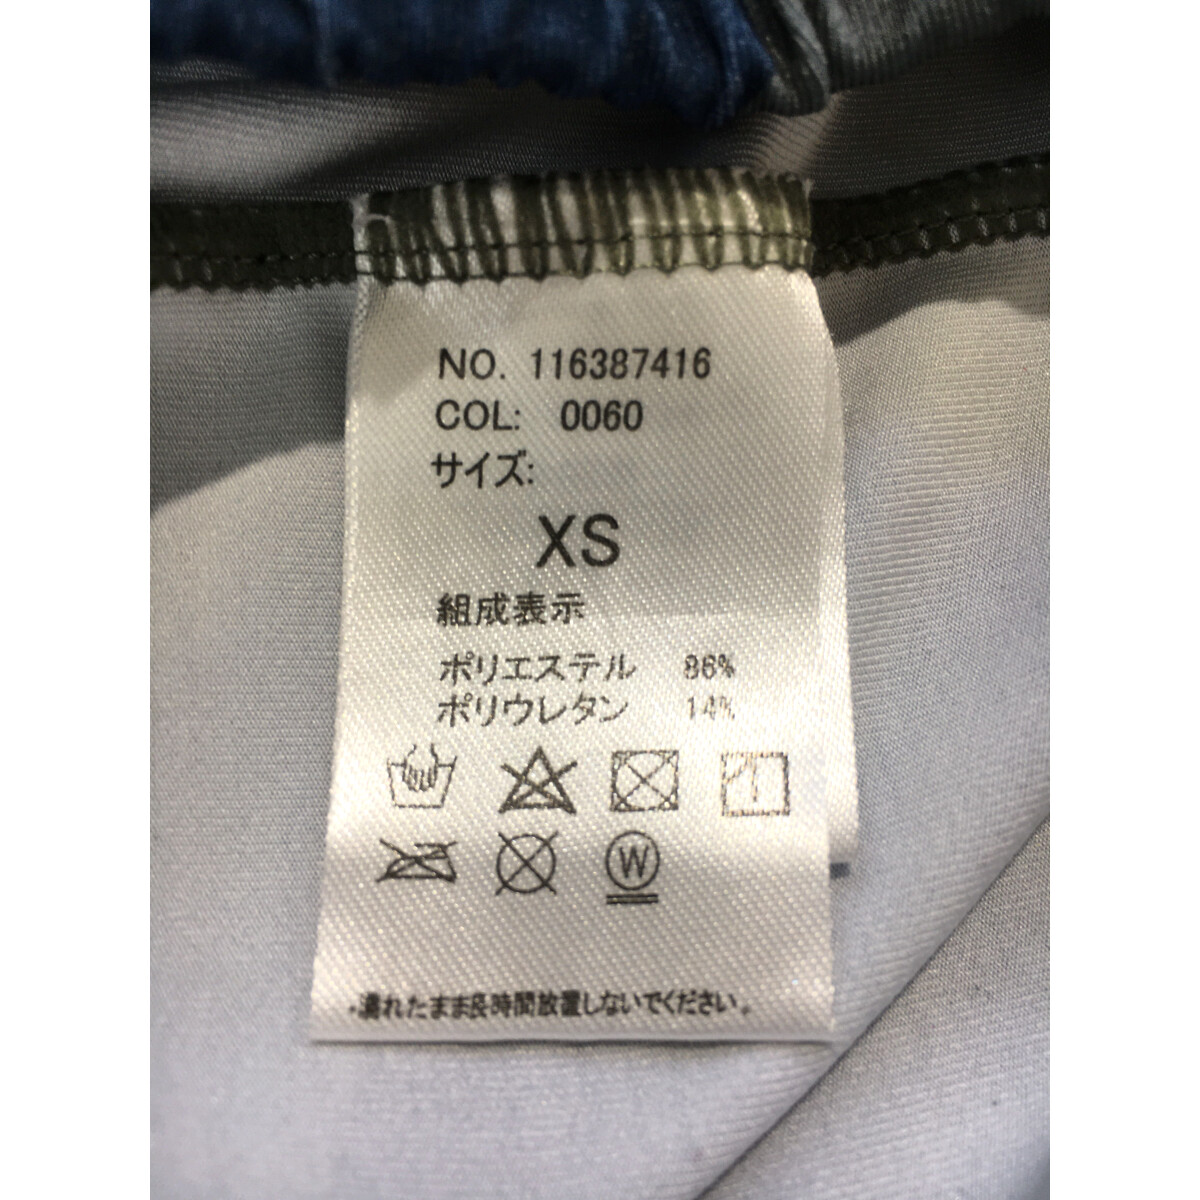 NO. 116387416
COL: 0060
サイズ:
XS
組成表示
ポリエステル 86%
ポリウレタン 14%
W
*濡れたまま長時間放置しないでください。